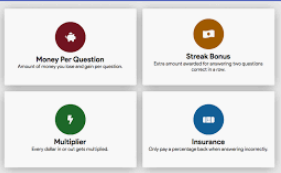 Money Per Question
Amount of money you lose and gain per question.
Streak Bonus
Extra amount awarded for answering two questions
correct in a row.
Multiplier
Every dollar in or out gets multiplied.
Insurance
Only pay a percentage back when answering incorrectly.